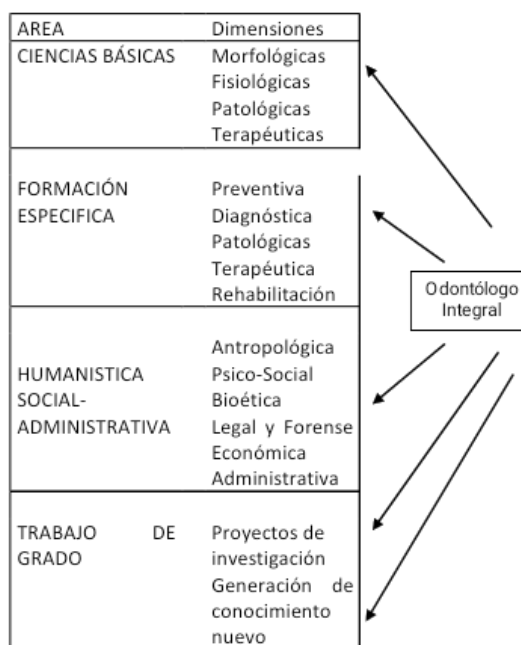 AREA Dimensiones
CIENCIAS BÁSICAS Morfológicas
Fisiológicas
Patológicas
Terapéuticas
FORMACIÓN Preventiva
ESPECIFICA Diagnóstica
Patológicas
Terapéutica
Rehabilitación
Odontólogo
Integral
Antropológica
HUMANISTICA Psico-Social
SOCIAL- Bioética
ADMINISTRATIVA Legal y Forense
Económica
Administrativa
TRABAJO DE Proyectos de
GRADO investigación
Generación de
conocimiento
nuevo